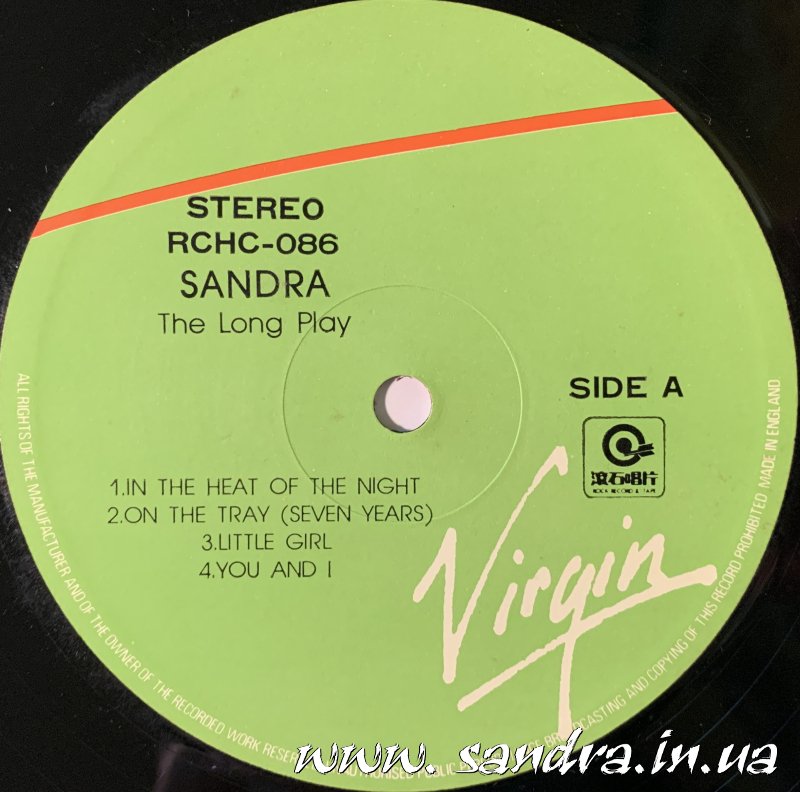 STEREO
RCHC-086
SANDRA
The Long Play
SIDE A
滾石唱片
ROCK RECORD & TAPE
1.IN THE HEAT OF THE NIGHT
2.ON THE TRAY (SEVEN YEARS)
3.LITTLE GIRL
4.YOU AND I
Virgin
ALL RIGHTS OF THE MANUFACTURER AND OF THE OWNER OF THE RECORDED WORK RESERVED AUTHORISED PUBLIC BROADCASTING AND COPYING OF THIS RECORD PROHIBITED MADE IN ENGLAND
www.sandra.in.ua